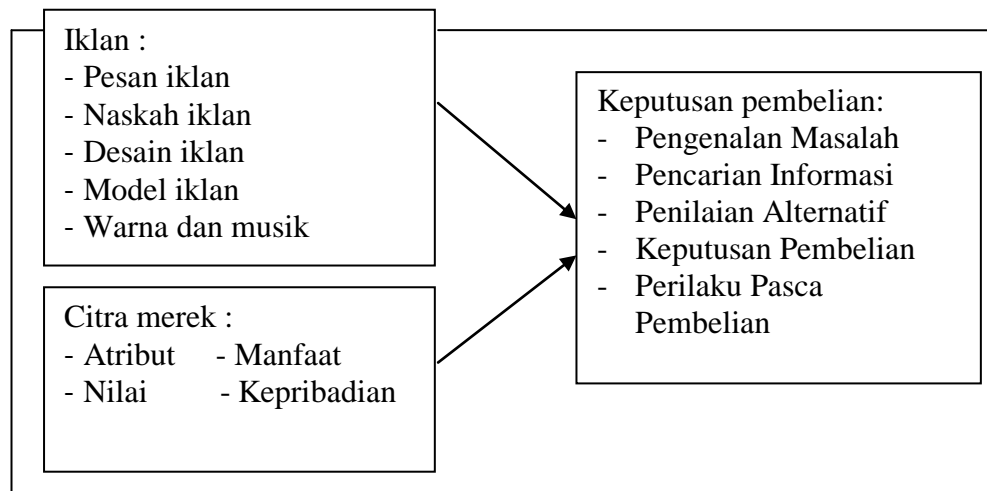 Iklan :
- Pesan iklan
- Naskah iklan
- Desain iklan
- Model iklan
- Warna dan musik
Citra merek :
- Atribut - Manfaat
- Nilai - Kepribadian
Keputusan pembelian:
- Pengenalan Masalah
- Pencarian Informasi
- Penilaian Alternatif
- Keputusan Pembelian
- Perilaku Pasca
Pembelian